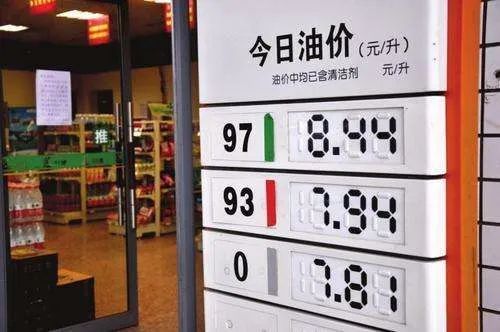 今日油价（元/升）
油价中均已含清洁剂 元/升
97 8.44
93 7.94
0 7.81
推